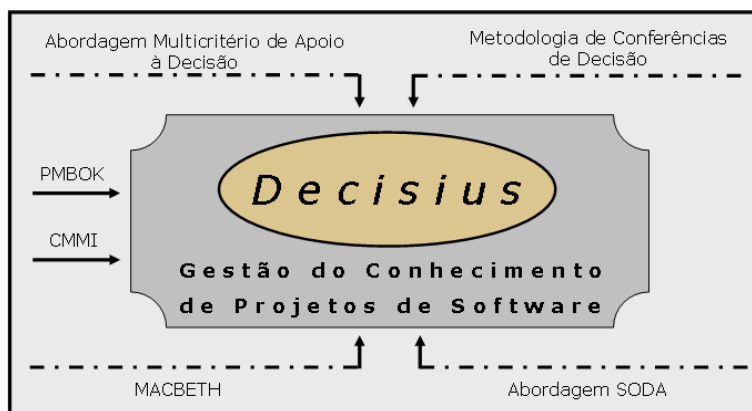 Abordagem Multicritério de Apoio
à Decisão
Metodologia de Conferências
de Decisão
PMBOK
CMMI
Decisius
Gestão do Conhecimento
de Projetos de Software
MACBETH
Abordagem SODA